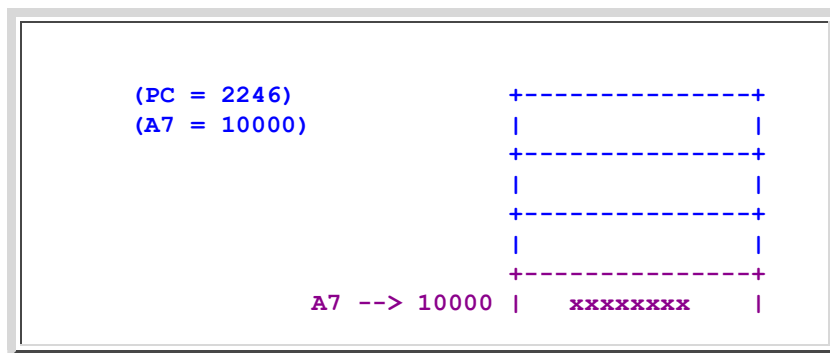 (PC = 2246) +---------------+
(A7 = 10000) | |
+---------------+
| |
+---------------+
| |
+---------------+
A7 --> 10000 | xxxxxxxx |